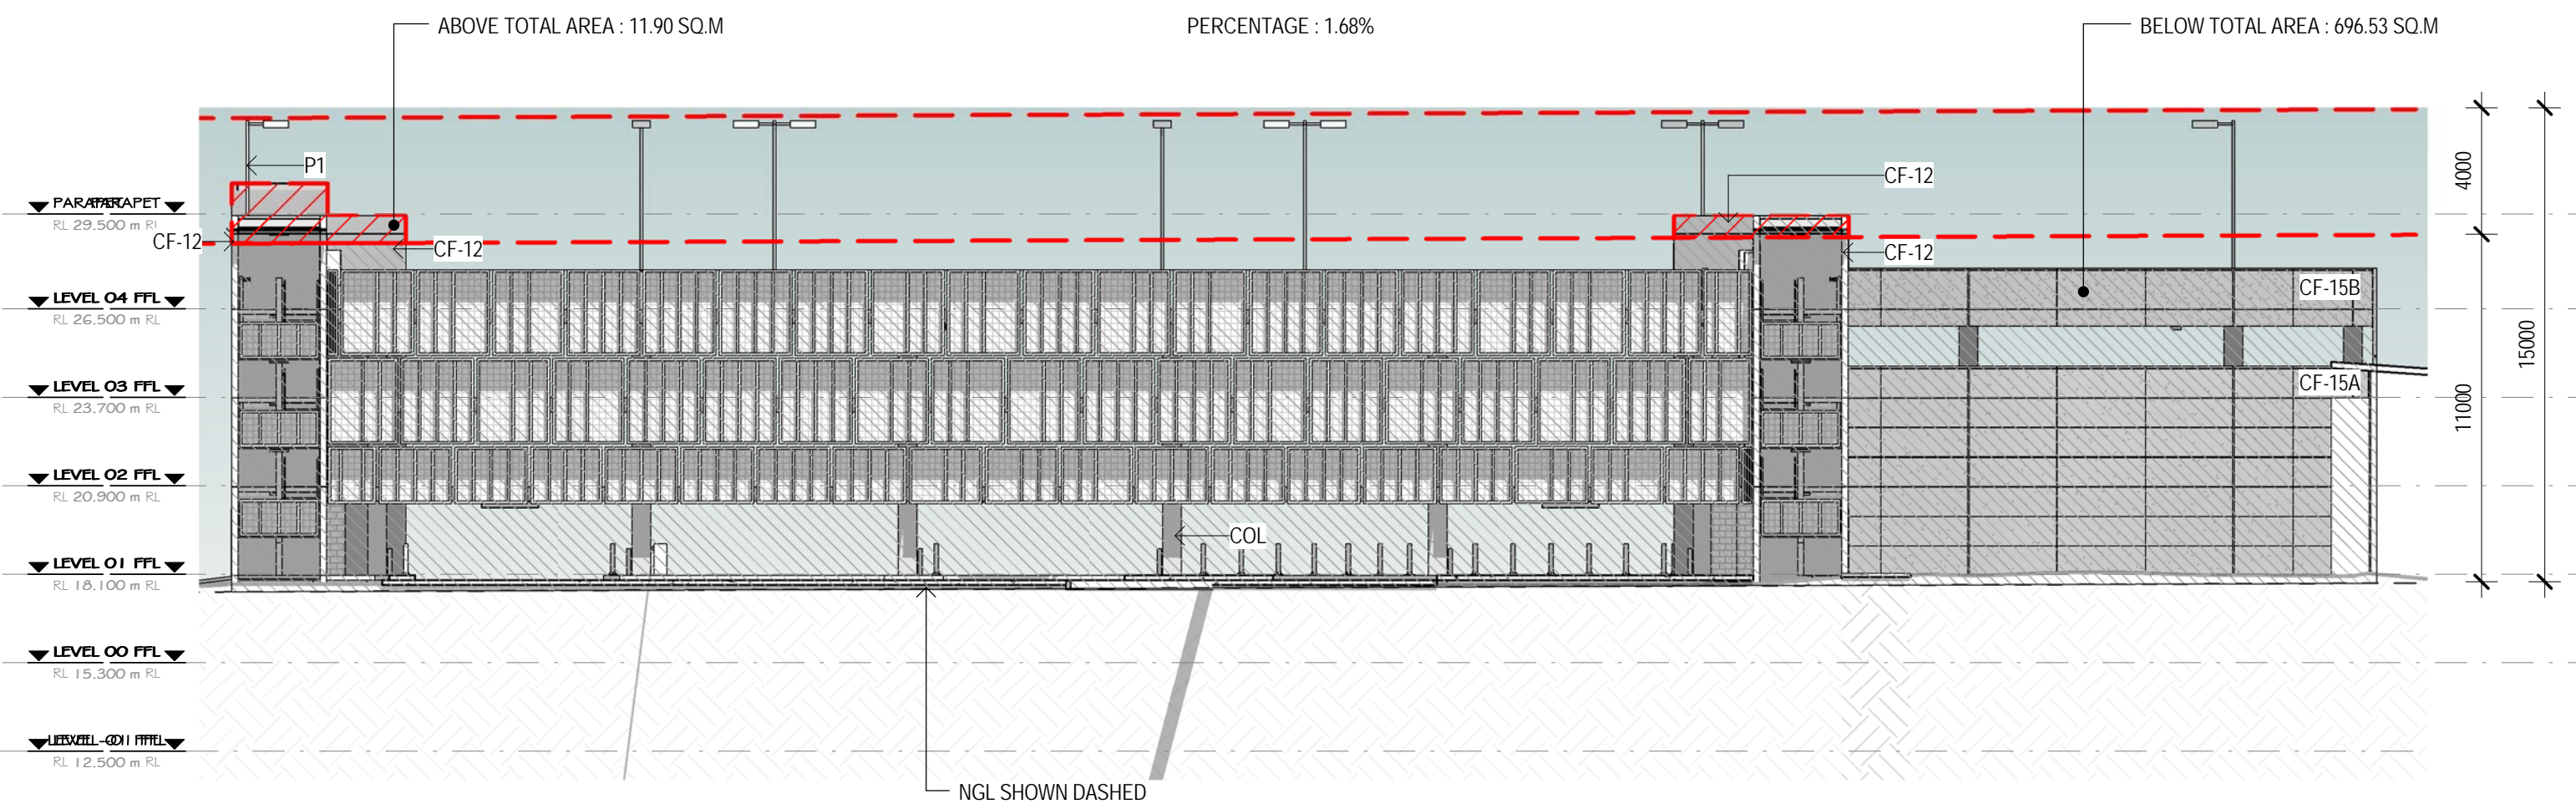 ABOVE TOTAL AREA : 11.90 SQ.M
PERCENTAGE : 1.68%
BELOW TOTAL AREA : 696.53 SQ.M
P1
CF-12
4000
PARAPET
RL 29.500 m RL
CF-12
CF-12
CF-12
CF-15B
LEVEL 04 FFL
RL 26.500 m RL
15000
CF-15A
LEVEL 03 FFL
RL 23.700 m RL
11000
LEVEL 02 FFL
RL 20.900 m RL
COL
LEVEL 01 FFL
RL 18.100 m RL
LEVEL 00 FFL
RL 15.300 m RL
RL 12.500 m RL
NGL SHOWN DASHED